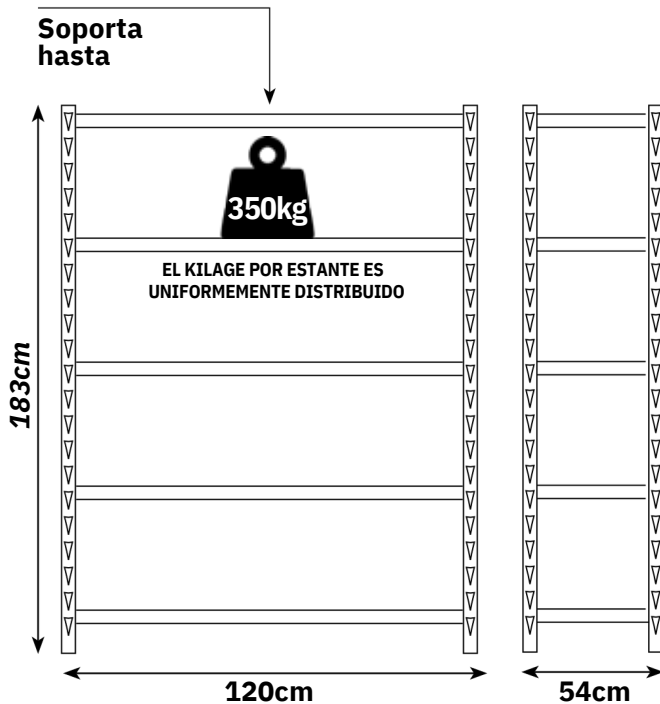 Soporta
hasta
350kg
EL KILAGE POR ESTANTE ES
UNIFORMEMENTE DISTRIBUIDO
183cm
120cm
54cm